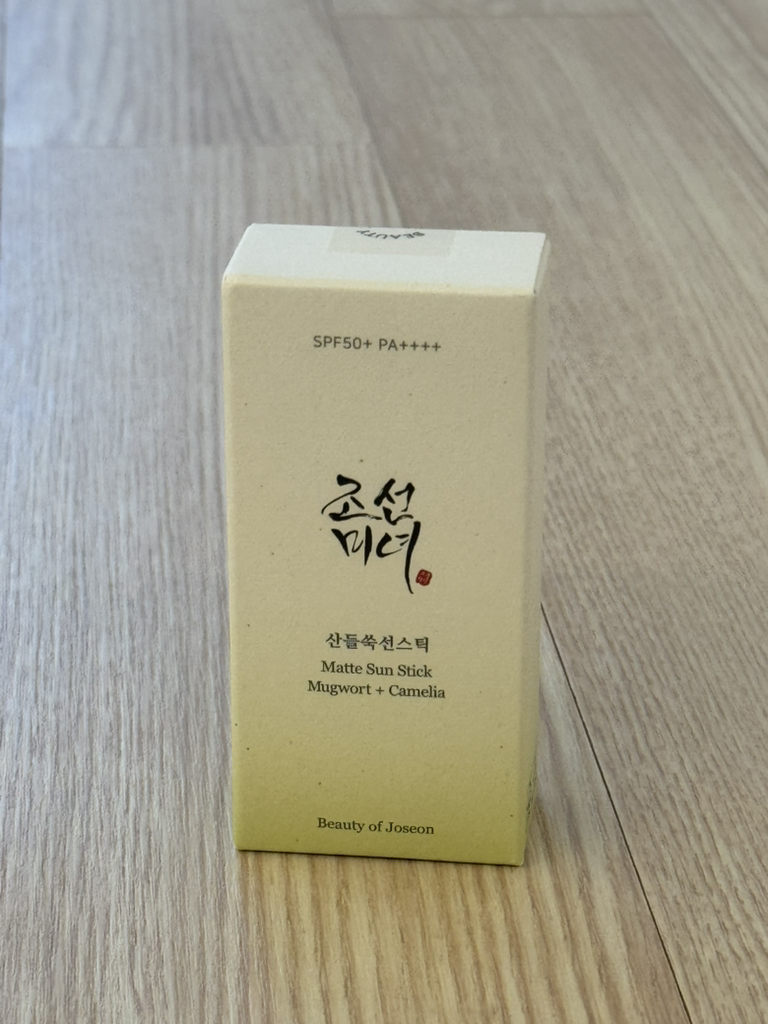 BEAUTY
SPF50+ PA++++
조선
미녀
산들쑥선스틱
Matte Sun Stick
Mugwort + Camelia
Beauty of Joseon